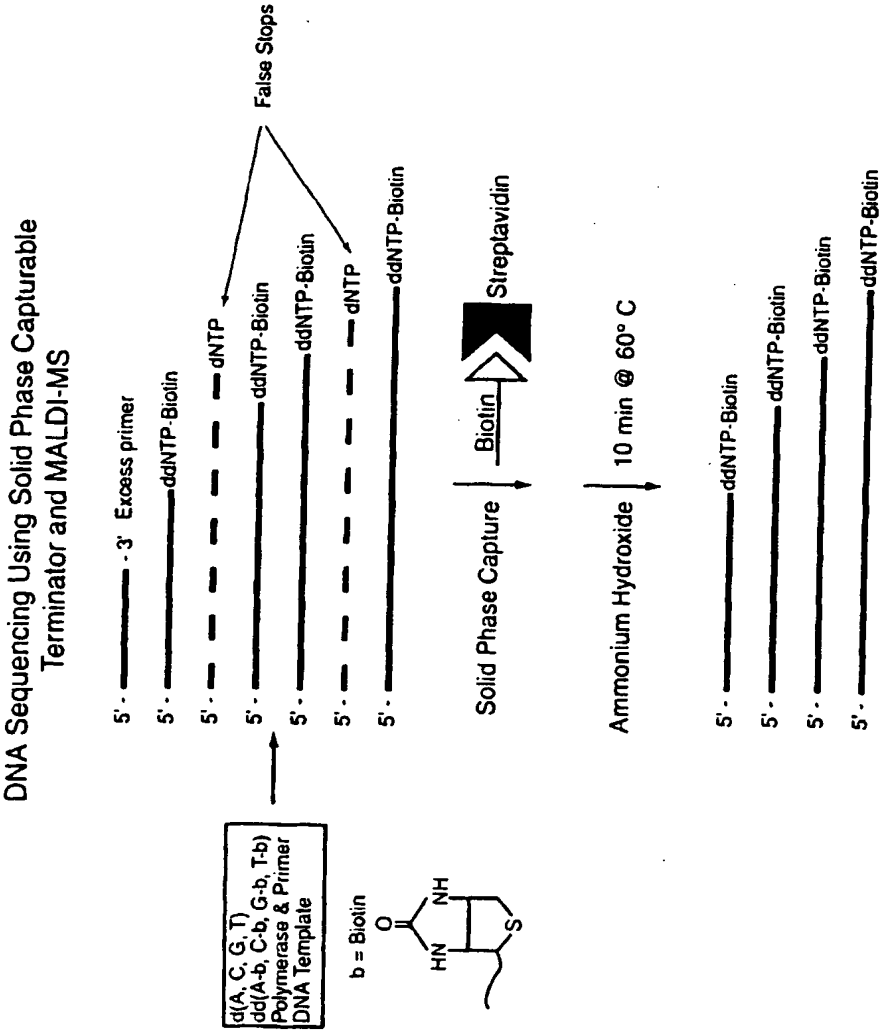 DNA Sequencing Using Solid Phase Capturable
Terminator and MALDI-MS
d(A, C, G, T)
dd(A-b, C-b, G-b, T-b)
Polymerase & Primer
DNA Template
b = Biotin
O
HN
NH
S
5' - - 3' Excess primer
5' - ddNTP-Biotin
5' - dNTP
5' - ddNTP-Biotin
5' - ddNTP-Biotin
5' - dNTP
5' - ddNTP-Biotin
False Stops
Solid Phase Capture
Biotin
Streptavidin
Ammonium Hydroxide 10 min @ 60° C
5' - ddNTP-Biotin
5' - ddNTP-Biotin
5' - ddNTP-Biotin
5' - ddNTP-Biotin